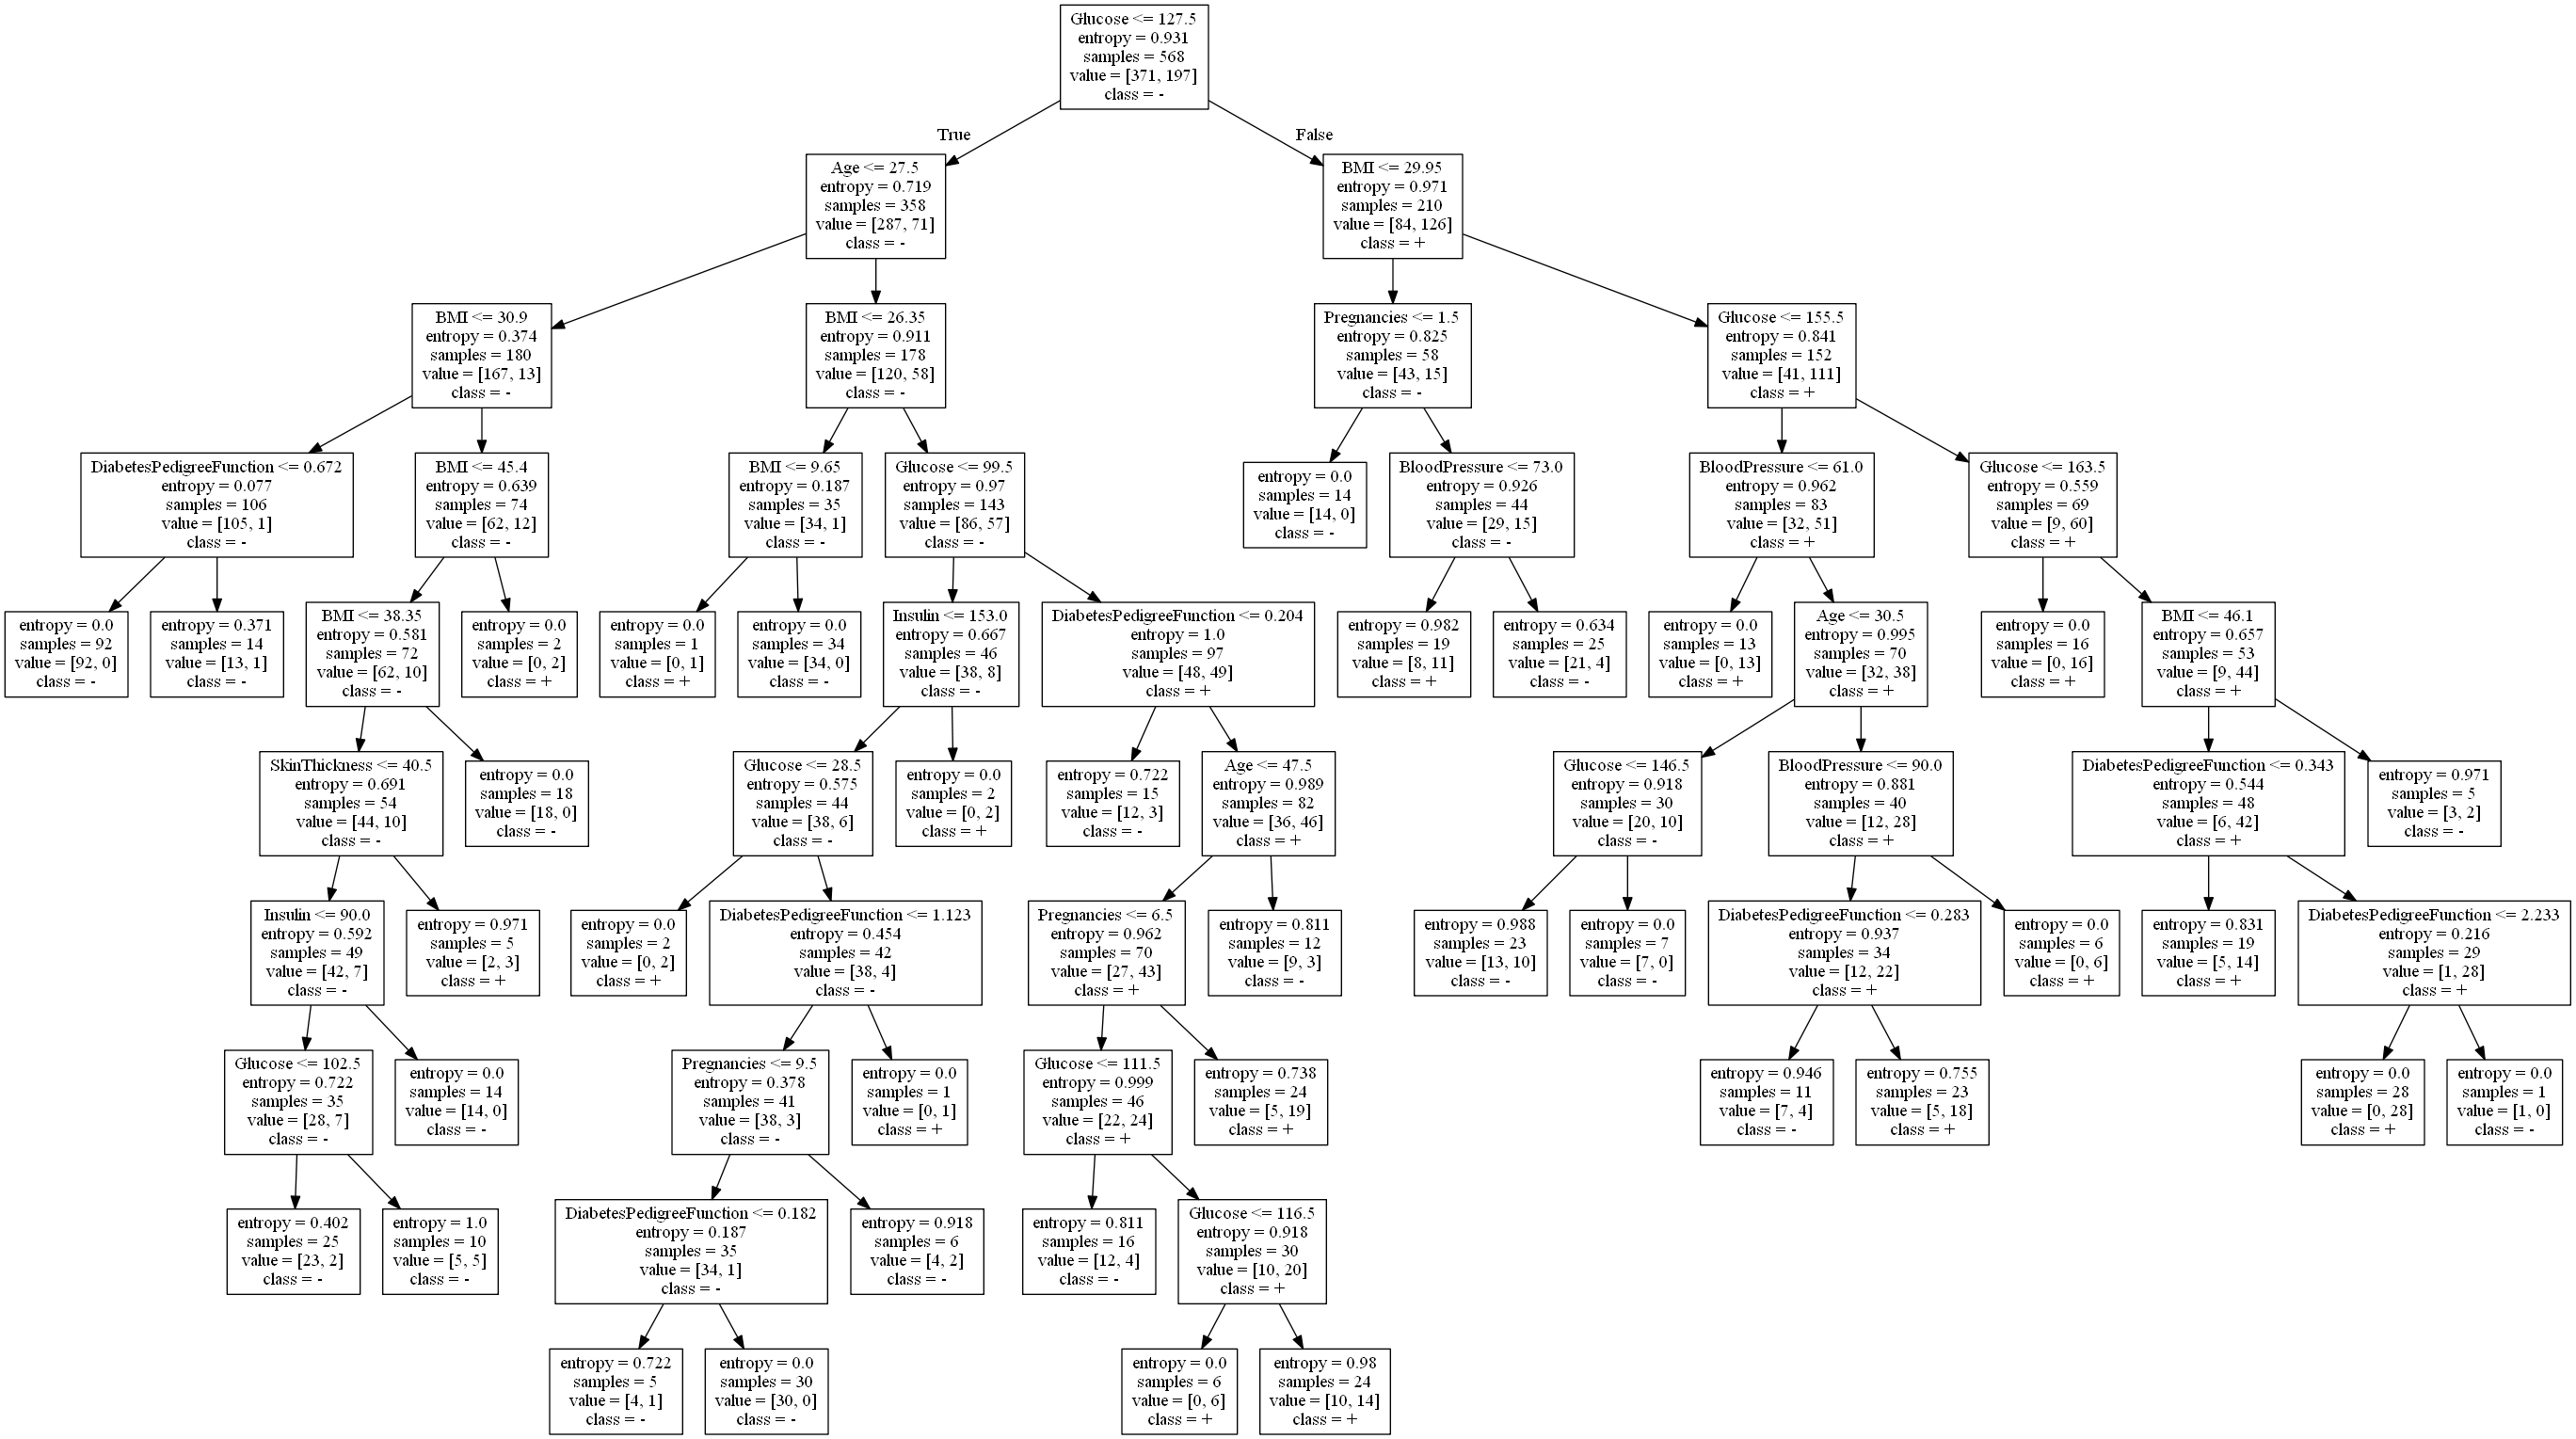 Glucose <= 127.5
entropy = 0.931
samples = 568
value = [371, 197]
class = -
True
False
Age <= 27.5
entropy = 0.719
samples = 358
value = [287, 71]
class = -
BMI <= 29.95
entropy = 0.971
samples = 210
value = [84, 126]
class = +
BMI <= 30.9
entropy = 0.374
samples = 180
value = [167, 13]
class = -
BMI <= 26.35
entropy = 0.911
samples = 178
value = [120, 58]
class = -
Pregnancies <= 1.5
entropy = 0.825
samples = 58
value = [43, 15]
class = -
Glucose <= 155.5
entropy = 0.841
samples = 152
value = [41, 111]
class = +
DiabetesPedigreeFunction <= 0.672
entropy = 0.077
samples = 106
value = [105, 1]
class = -
BMI <= 45.4
entropy = 0.639
samples = 74
value = [62, 12]
class = -
BMI <= 9.65
entropy = 0.187
samples = 35
value = [34, 1]
class = -
Glucose <= 99.5
entropy = 0.97
samples = 143
value = [86, 57]
class = -
entropy = 0.0
samples = 14
value = [14, 0]
class = -
BloodPressure <= 73.0
entropy = 0.926
samples = 44
value = [29, 15]
class = -
BloodPressure <= 61.0
entropy = 0.962
samples = 83
value = [32, 51]
class = +
Glucose <= 163.5
entropy = 0.559
samples = 69
value = [9, 60]
class = +
entropy = 0.0
samples = 92
value = [92, 0]
class = -
entropy = 0.371
samples = 14
value = [13, 1]
class = -
BMI <= 38.35
entropy = 0.581
samples = 72
value = [62, 10]
class = -
entropy = 0.0
samples = 2
value = [0, 2]
class = +
entropy = 0.0
samples = 1
value = [0, 1]
class = +
entropy = 0.0
samples = 34
value = [34, 0]
class = -
Insulin <= 153.0
entropy = 0.667
samples = 46
value = [38, 8]
class = -
DiabetesPedigreeFunction <= 0.204
entropy = 1.0
samples = 97
value = [48, 49]
class = +
entropy = 0.982
samples = 19
value = [8, 11]
class = +
entropy = 0.634
samples = 25
value = [21, 4]
class = -
entropy = 0.0
samples = 13
value = [0, 13]
class = +
Age <= 30.5
entropy = 0.995
samples = 70
value = [32, 38]
class = +
entropy = 0.0
samples = 16
value = [0, 16]
class = +
BMI <= 46.1
entropy = 0.657
samples = 53
value = [9, 44]
class = +
SkinThickness <= 40.5
entropy = 0.691
samples = 54
value = [44, 10]
class = -
entropy = 0.0
samples = 18
value = [18, 0]
class = -
Glucose <= 28.5
entropy = 0.575
samples = 44
value = [38, 6]
class = -
entropy = 0.0
samples = 2
value = [0, 2]
class = +
entropy = 0.722
samples = 15
value = [12, 3]
class = -
Age <= 47.5
entropy = 0.989
samples = 82
value = [36, 46]
class = +
Glucose <= 146.5
entropy = 0.918
samples = 30
value = [20, 10]
class = -
BloodPressure <= 90.0
entropy = 0.881
samples = 40
value = [12, 28]
class = +
DiabetesPedigreeFunction <= 0.343
entropy = 0.544
samples = 48
value = [6, 42]
class = +
entropy = 0.971
samples = 5
value = [3, 2]
class = -
Insulin <= 90.0
entropy = 0.592
samples = 49
value = [42, 7]
class = -
entropy = 0.971
samples = 5
value = [2, 3]
class = +
entropy = 0.0
samples = 2
value = [0, 2]
class = +
DiabetesPedigreeFunction <= 1.123
entropy = 0.454
samples = 42
value = [38, 4]
class = -
Pregnancies <= 6.5
entropy = 0.962
samples = 70
value = [27, 43]
class = +
entropy = 0.811
samples = 12
value = [9, 3]
class = -
entropy = 0.988
samples = 23
value = [13, 10]
class = -
entropy = 0.0
samples = 7
value = [7, 0]
class = -
DiabetesPedigreeFunction <= 0.283
entropy = 0.937
samples = 34
value = [12, 22]
class = +
entropy = 0.0
samples = 6
value = [0, 6]
class = +
entropy = 0.831
samples = 19
value = [5, 14]
class = +
DiabetesPedigreeFunction <= 2.233
entropy = 0.216
samples = 29
value = [1, 28]
class = +
Glucose <= 102.5
entropy = 0.722
samples = 35
value = [28, 7]
class = -
entropy = 0.0
samples = 14
value = [14, 0]
class = -
Pregnancies <= 9.5
entropy = 0.378
samples = 41
value = [38, 3]
class = -
entropy = 0.0
samples = 1
value = [0, 1]
class = +
Glucose <= 111.5
entropy = 0.999
samples = 46
value = [22, 24]
class = +
entropy = 0.738
samples = 24
value = [5, 19]
class = +
entropy = 0.946
samples = 11
value = [7, 4]
class = -
entropy = 0.755
samples = 23
value = [5, 18]
class = +
entropy = 0.0
samples = 28
value = [0, 28]
class = +
entropy = 0.0
samples = 1
value = [1, 0]
class = -
entropy = 0.402
samples = 25
value = [23, 2]
class = -
entropy = 1.0
samples = 10
value = [5, 5]
class = -
DiabetesPedigreeFunction <= 0.182
entropy = 0.187
samples = 35
value = [34, 1]
class = -
entropy = 0.918
samples = 6
value = [4, 2]
class = -
entropy = 0.811
samples = 16
value = [12, 4]
class = -
Glucose <= 116.5
entropy = 0.918
samples = 30
value = [10, 20]
class = +
entropy = 0.722
samples = 5
value = [4, 1]
class = -
entropy = 0.0
samples = 30
value = [30, 0]
class = -
entropy = 0.0
samples = 6
value = [0, 6]
class = +
entropy = 0.98
samples = 24
value = [10, 14]
class = +